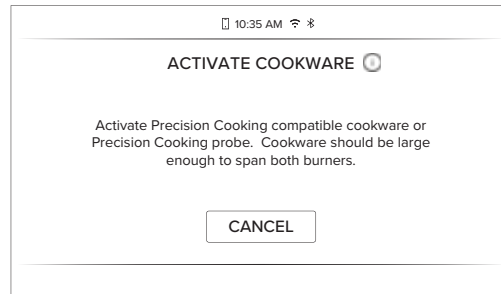 10:35 AM
ACTIVATE COOKWARE
Activate Precision Cooking compatible cookware or
Precision Cooking probe. Cookware should be large
enough to span both burners.
CANCEL